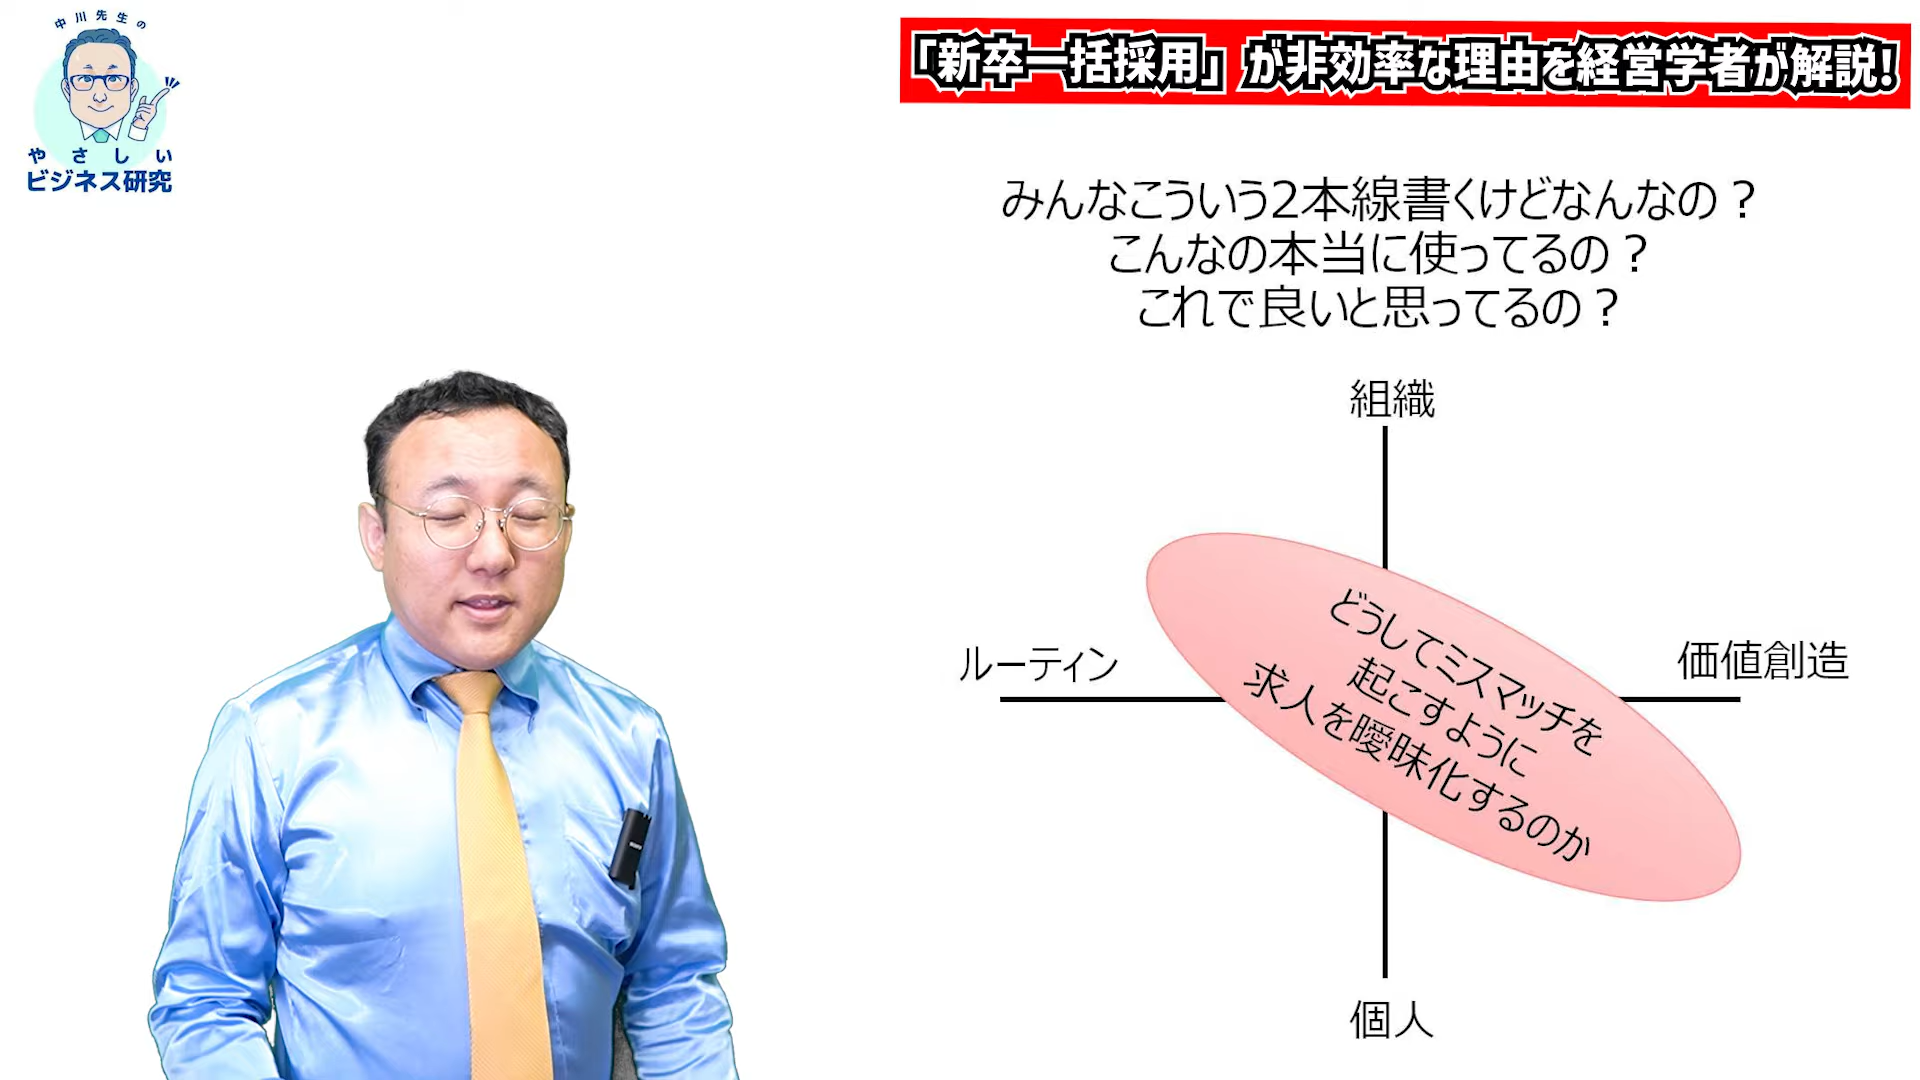 中川先生の
やさしい
ビジネス研究
「新卒一括採用」が非効率な理由を経営学者が解説!
みんなこういう2本線書くけどなんなの？
こんなの本当に使ってるの？
これで良いと思ってるの？
組織
ルーティン
価値創造
どうしてミスマッチを
起こすように
求人を曖昧化するのか
個人